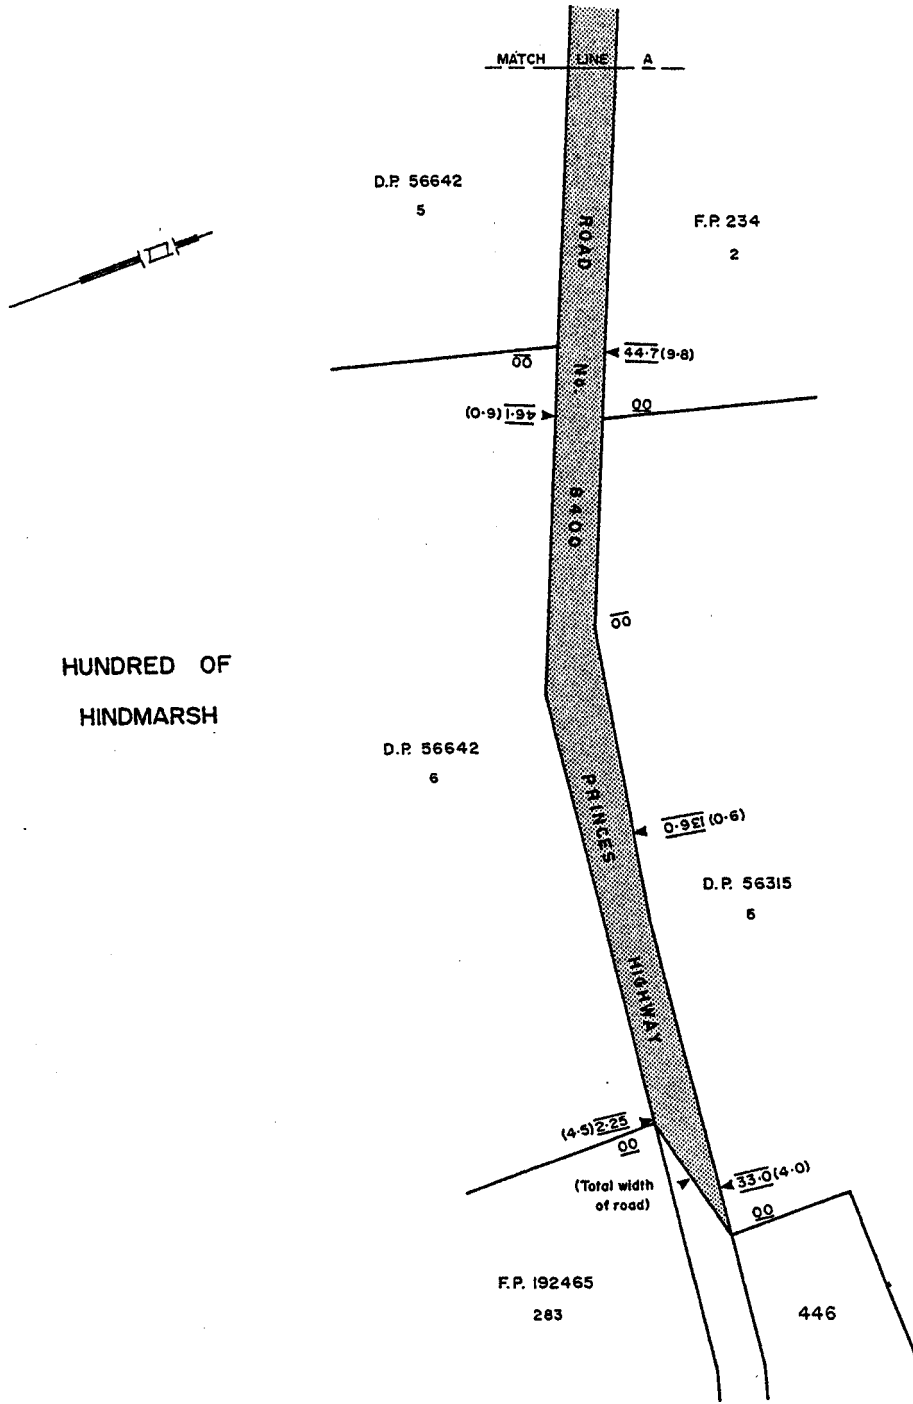 MATCH LINE A
D.P. 56642
5
F.P. 234
2
ROAD No. 8400
00
44·7(9·8)
(0·9)46·1
00
00
HUNDRED OF
HINDMARSH
D.P. 56642
6
PRINCES HIGHWAY
136·0(0·6)
D.P. 56315
5
(4·5)2·25
00
(Total width
of road)
33·0(4·0)
00
F.P. 192465
283
446